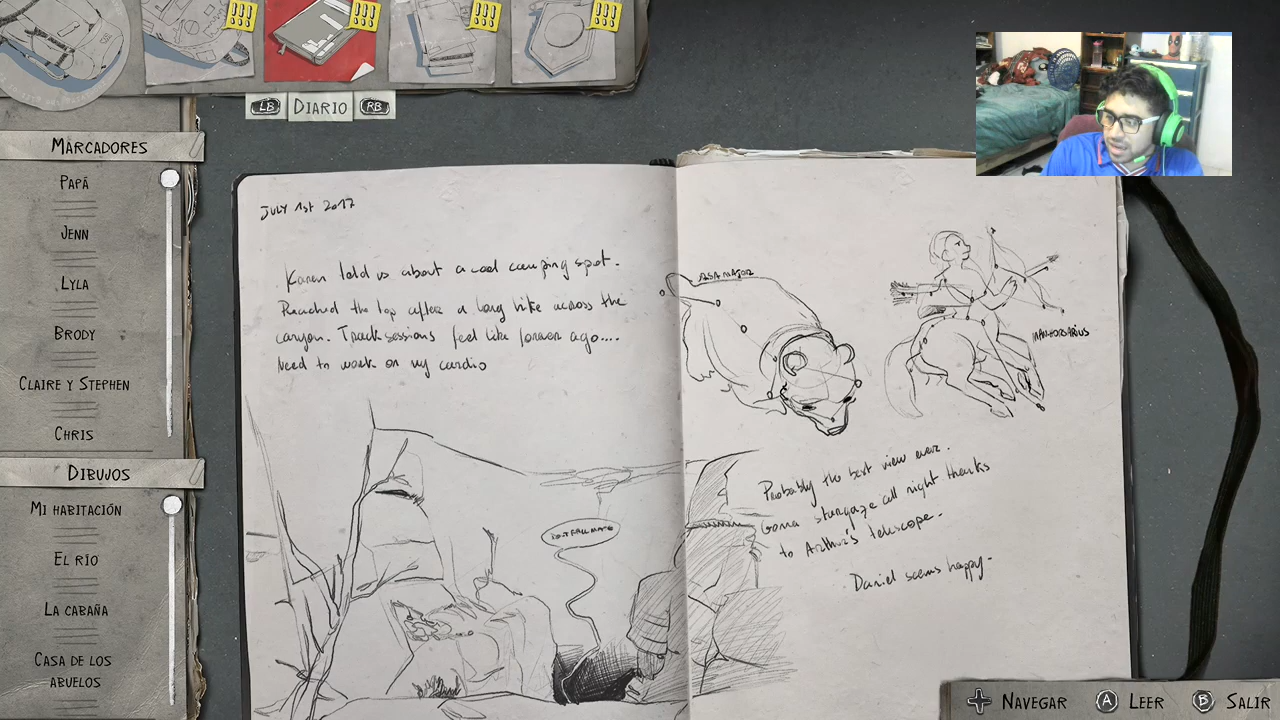 !!!
!!!
!!!
!!!
LB DIARIO RB
MARCADORES
PAPÁ
JENN
LYLA
BRODY
CLAIRE Y STEPHEN
CHRIS
DIBUJOS
MI HABITACIÓN
EL RÍO
LA CABAÑA
CASA DE LOS
ABUELOS
JULY 1st 2017
Karen told us about a cool camping spot.
Reached the top after a long hike across the
canyon. Track sessions feel like forever ago....
Need to work on my cardio
Probably the best view ever.
Gonna stargaze all night thanks
to Arthur's telescope.
Daniel seems happy.
NAVEGAR A LEER B SALIR